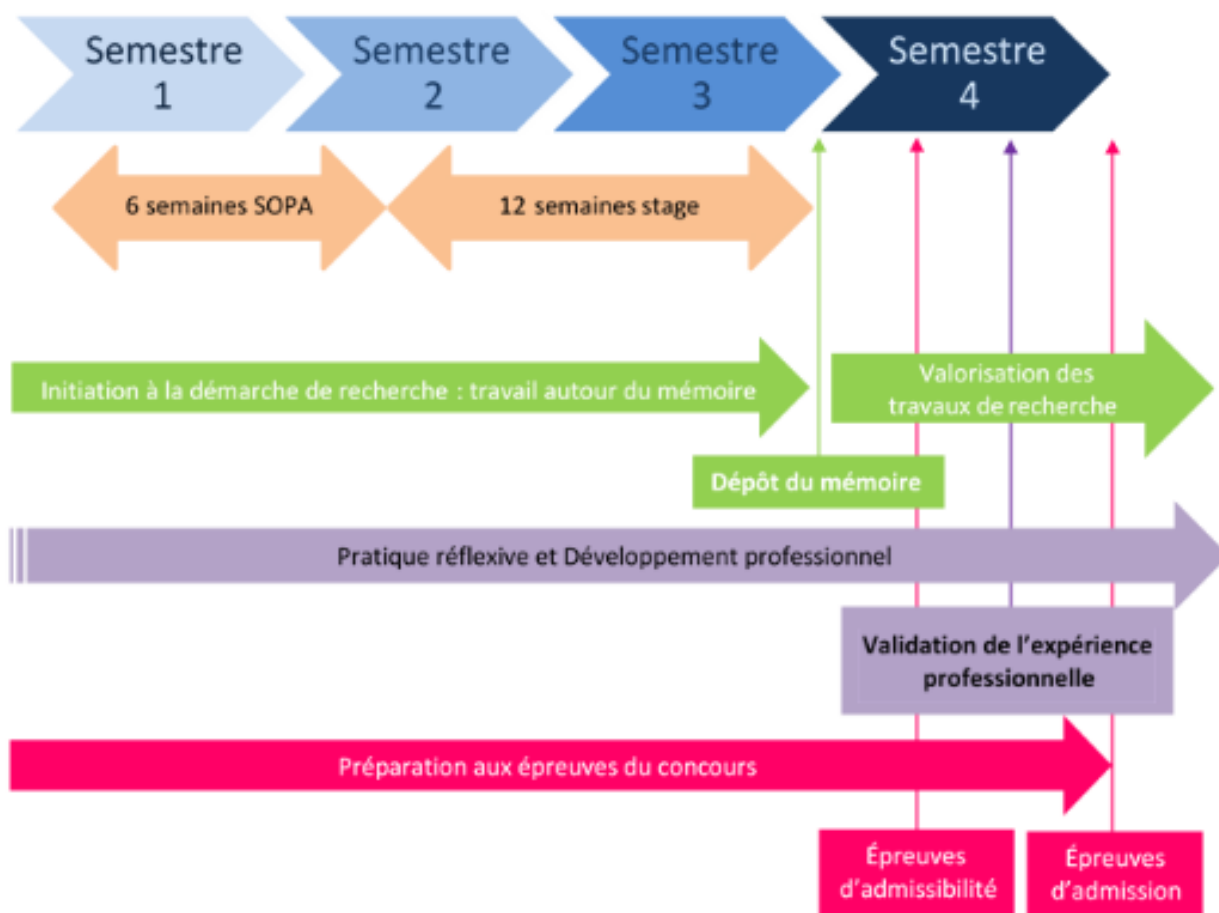 Semestre
1
Semestre
2
Semestre
3
Semestre
4
6 semaines SOPA
12 semaines stage
Initiation à la démarche de recherche : travail autour du mémoire
Valorisation des
travaux de recherche
Dépôt du mémoire
Pratique réflexive et Développement professionnel
Validation de l'expérience
professionnelle
Préparation aux épreuves du concours
Épreuves
d'admissibilité
Épreuves
d'admission